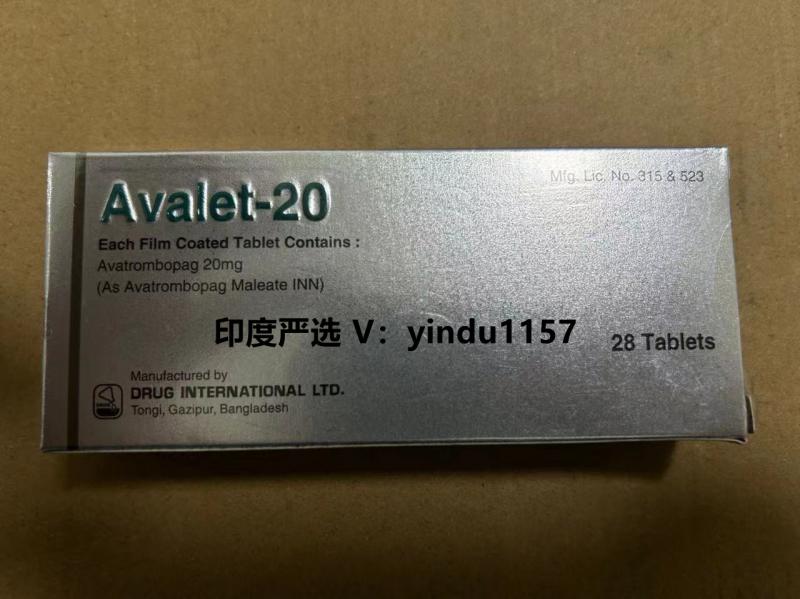 Mfg. Lic. No. 315 & 523
Avalet-20
Each Film Coated Tablet Contains :
Avatrombopag 20mg
(As Avatrombopag Maleate INN)
印度严选 V：yindu1157
28 Tablets
Manufactured by
DRUG INTERNATIONAL LTD.
Tongi, Gazipur, Bangladesh